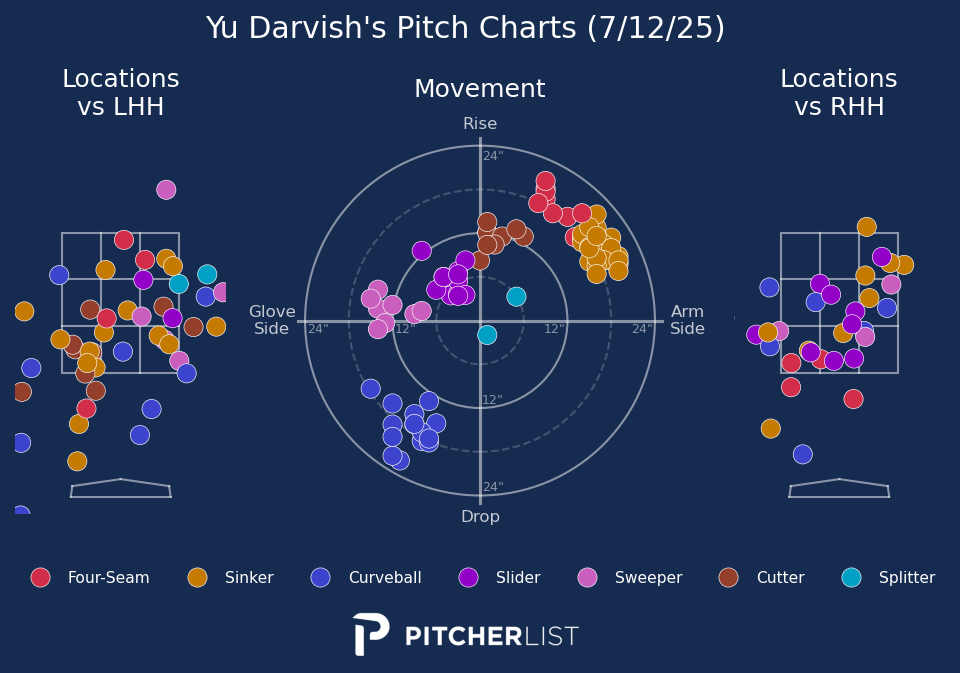 Yu Darvish's Pitch Charts (7/12/25)
Locations
vs LHH
Movement
Locations
vs RHH
Rise
24"
Glove
Side
24"
12"
12"
24"
Arm
Side
12"
24"
Drop
Four-Seam
Sinker
Curveball
Slider
Sweeper
Cutter
Splitter
PITCHERLIST